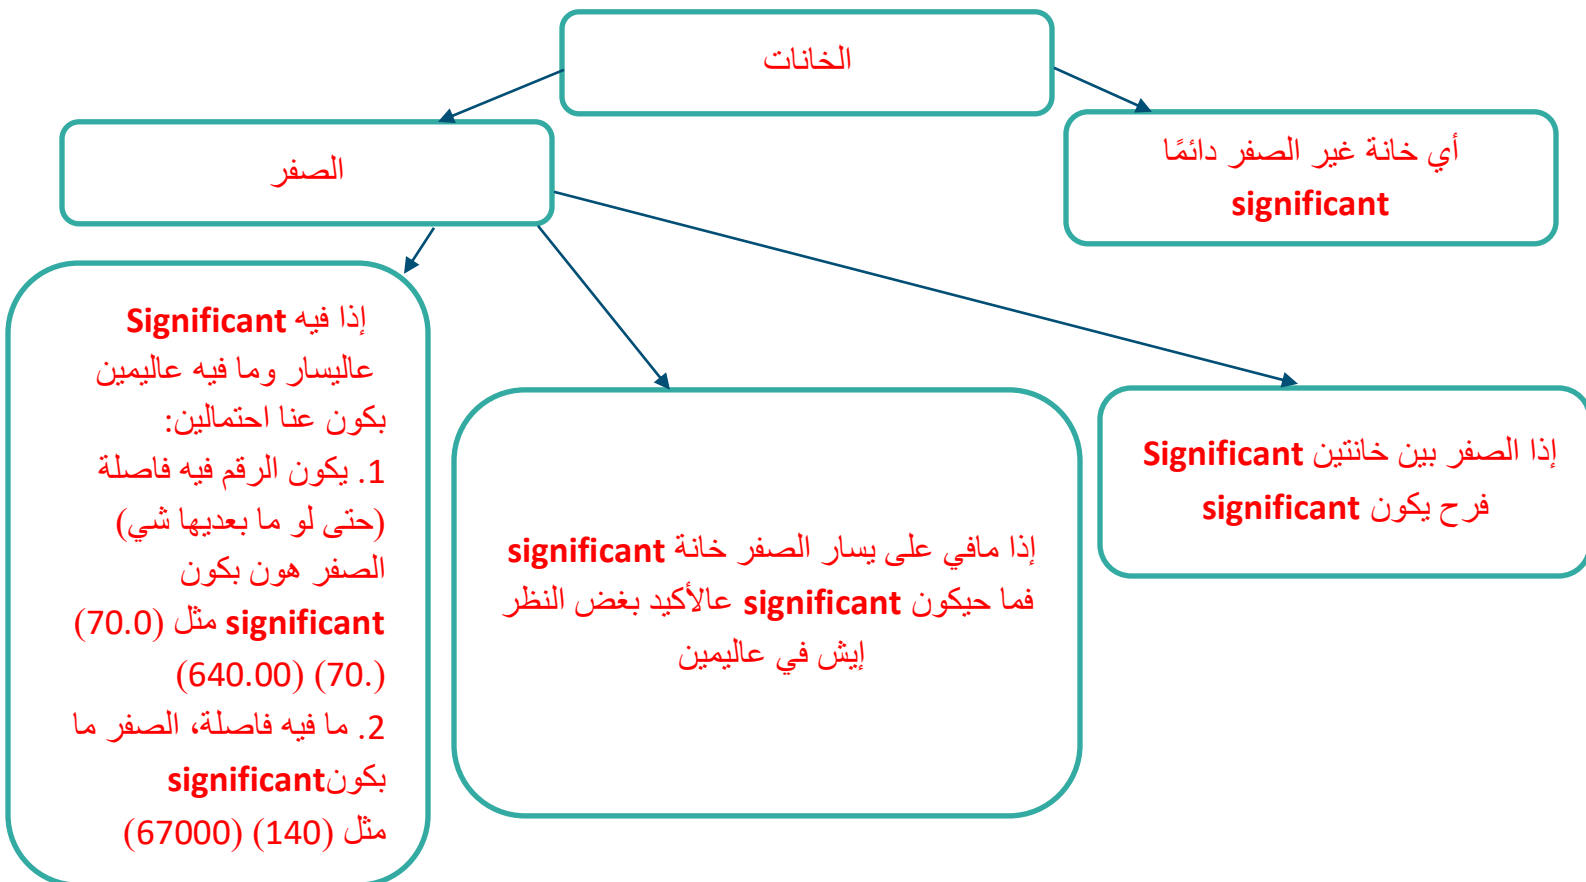 الخانات
أي خانة غير الصفر دائمًا
significant
الصفر
إذا الصفر بين خانتين Significant
فرح يكون significant
إذا مافي على يسار الصفر خانة significant
فما حيكون significant عالأكيد بغض النظر
إيش في عاليمين
إذا فيه Significant
عاليسار وما فيه عاليمين
بكون عنا احتمالين:
1. يكون الرقم فيه فاصلة
(حتى لو ما بعديها شي)
الصفر هون بكون
significant مثل (70.0)
(70.) (640.00)
2. ما فيه فاصلة، الصفر ما
بكونsignificant
مثل (140) (67000)